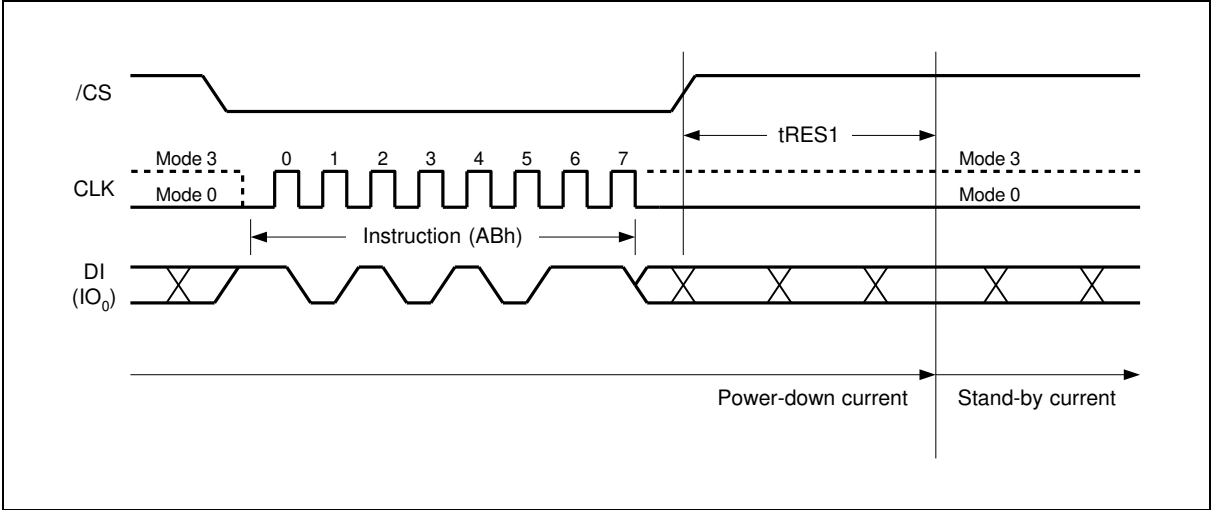 /CS
tRES1
Mode 3 0 1 2 3 4 5 6 7 Mode 3
CLK
Mode 0 Mode 0
Instruction (ABh)
DI
(IO₀)
Power-down current Stand-by current